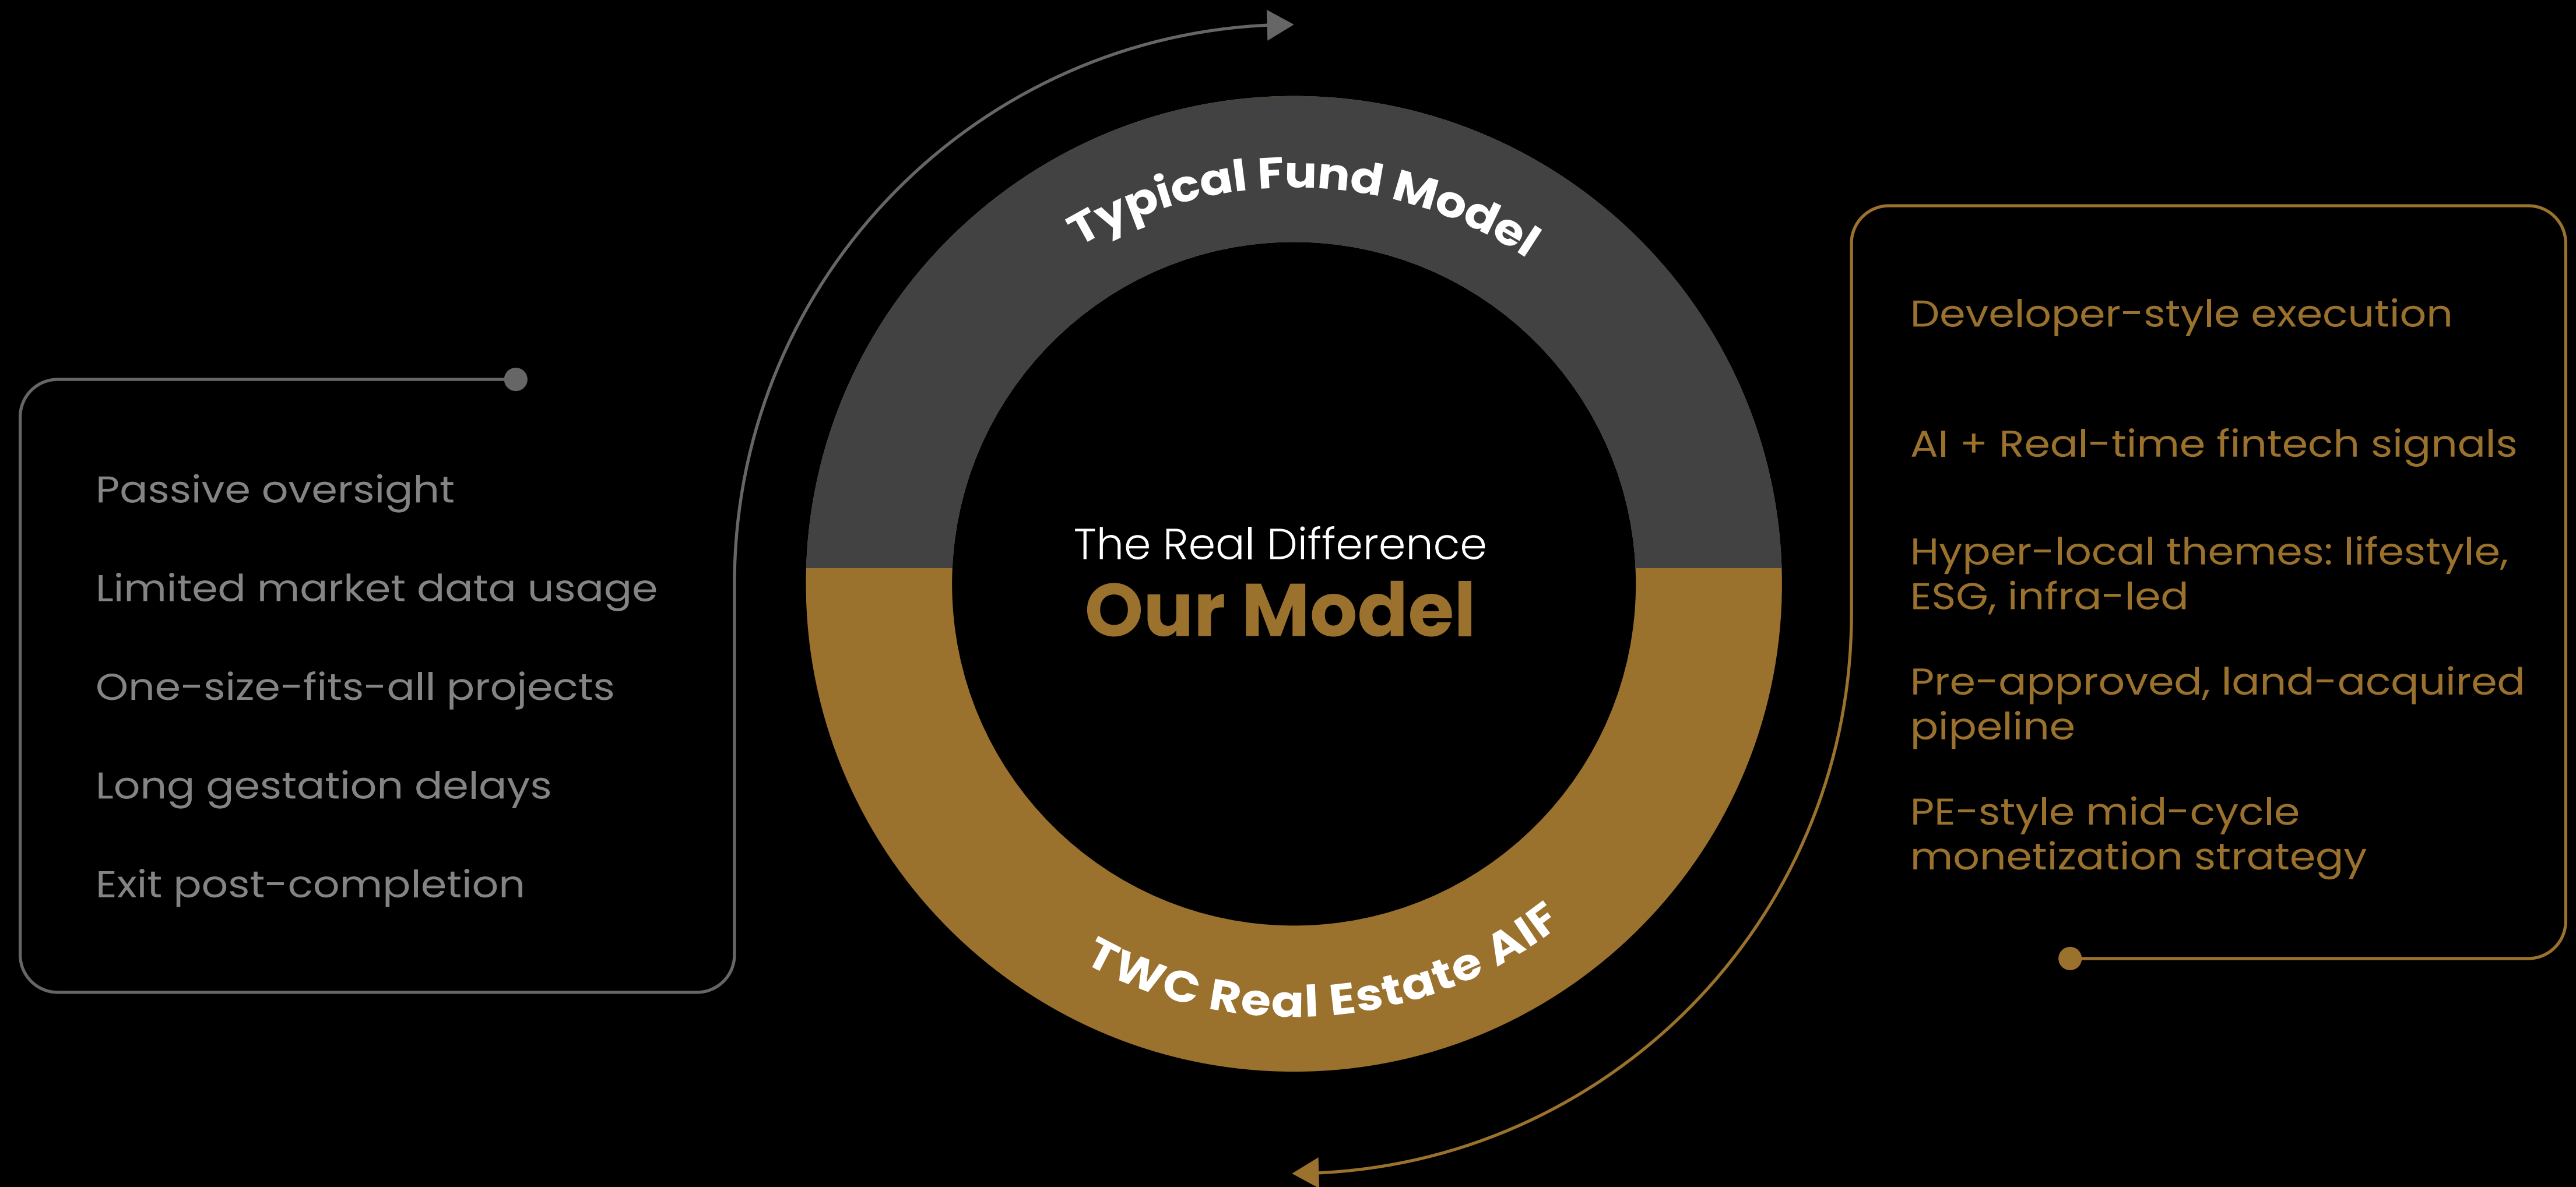 Typical Fund Model
The Real Difference
Our Model
TWC Real Estate AIF
Passive oversight
Limited market data usage
One-size-fits-all projects
Long gestation delays
Exit post-completion
Developer-style execution
AI + Real-time fintech signals
Hyper-local themes: lifestyle,
ESG, infra-led
Pre-approved, land-acquired
pipeline
PE-style mid-cycle
monetization strategy